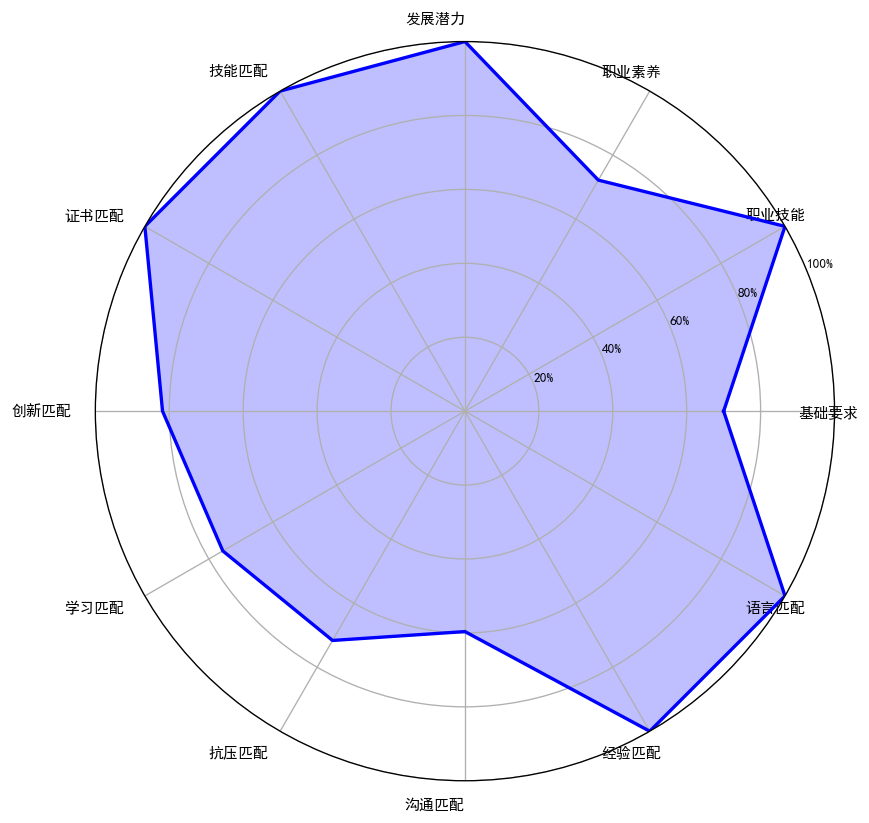 发展潜力
技能匹配
职业素养
证书匹配
职业技能
100%
80%
60%
40%
20%
创新匹配
基础要求
学习匹配
语言匹配
抗压匹配
经验匹配
沟通匹配